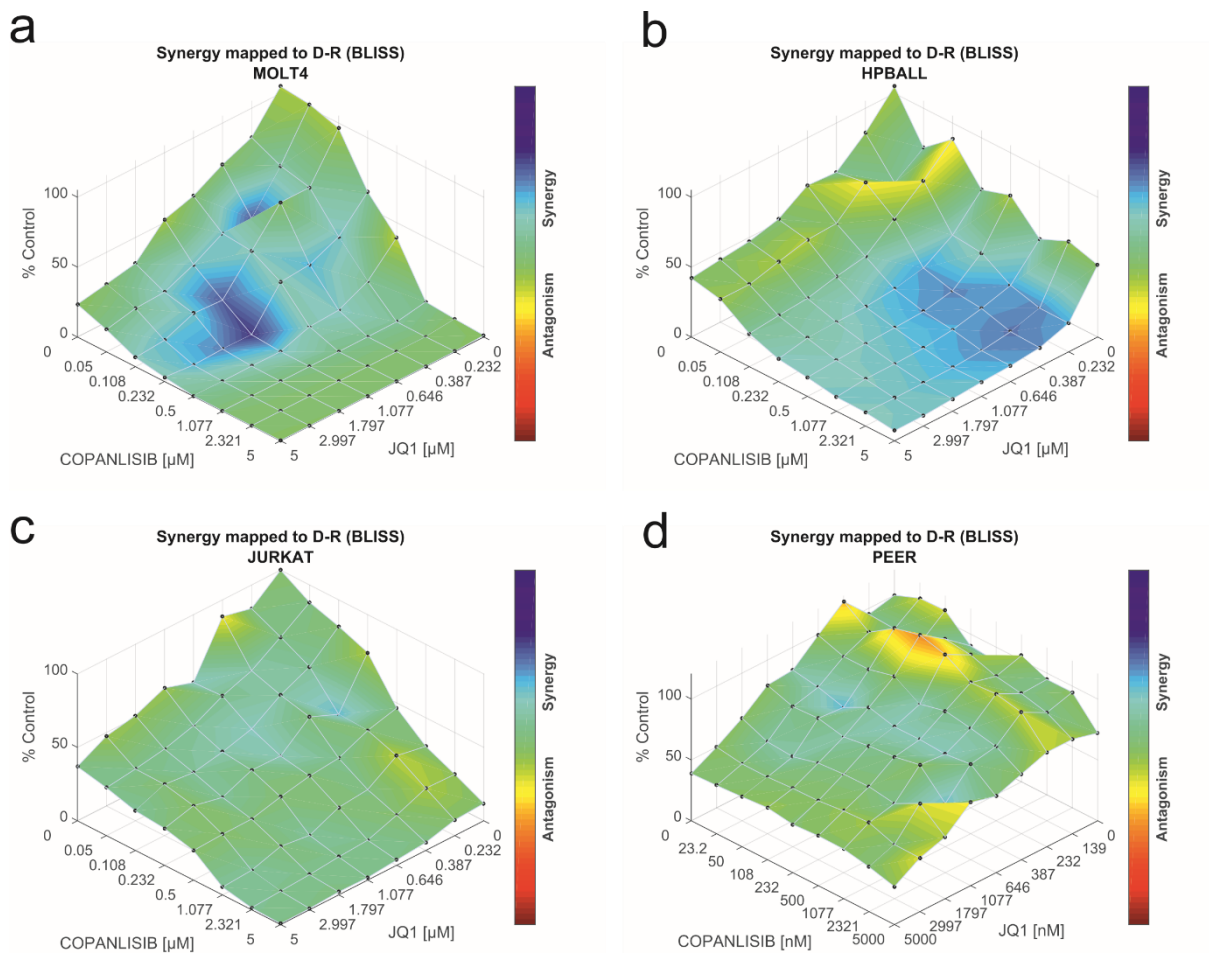 a
Synergy mapped to D-R (BLISS)
MOLT4
% Control
100
50
0
0
0.05
0.108
0.232
0.5
1.077
2.321
5
COPANLISIB [µM]
5
2.997
1.797
1.077
0.646
0.387
0.232
0
JQ1 [µM]
Synergy
Antagonism
b
Synergy mapped to D-R (BLISS)
HPBALL
% Control
100
50
0
0
0.05
0.108
0.232
0.5
1.077
2.321
5
COPANLISIB [µM]
5
2.997
1.797
1.077
0.646
0.387
0.232
0
JQ1 [µM]
Synergy
Antagonism
c
Synergy mapped to D-R (BLISS)
JURKAT
% Control
100
50
0
0
0.05
0.108
0.232
0.5
1.077
2.321
5
COPANLISIB [µM]
5
2.997
1.797
1.077
0.646
0.387
0.232
0
JQ1 [µM]
Synergy
Antagonism
d
Synergy mapped to D-R (BLISS)
PEER
% Control
100
50
0
0
23.2
50
108
232
500
1077
2321
5000
COPANLISIB [nM]
5000
2997
1797
1077
646
387
232
139
0
JQ1 [nM]
Synergy
Antagonism